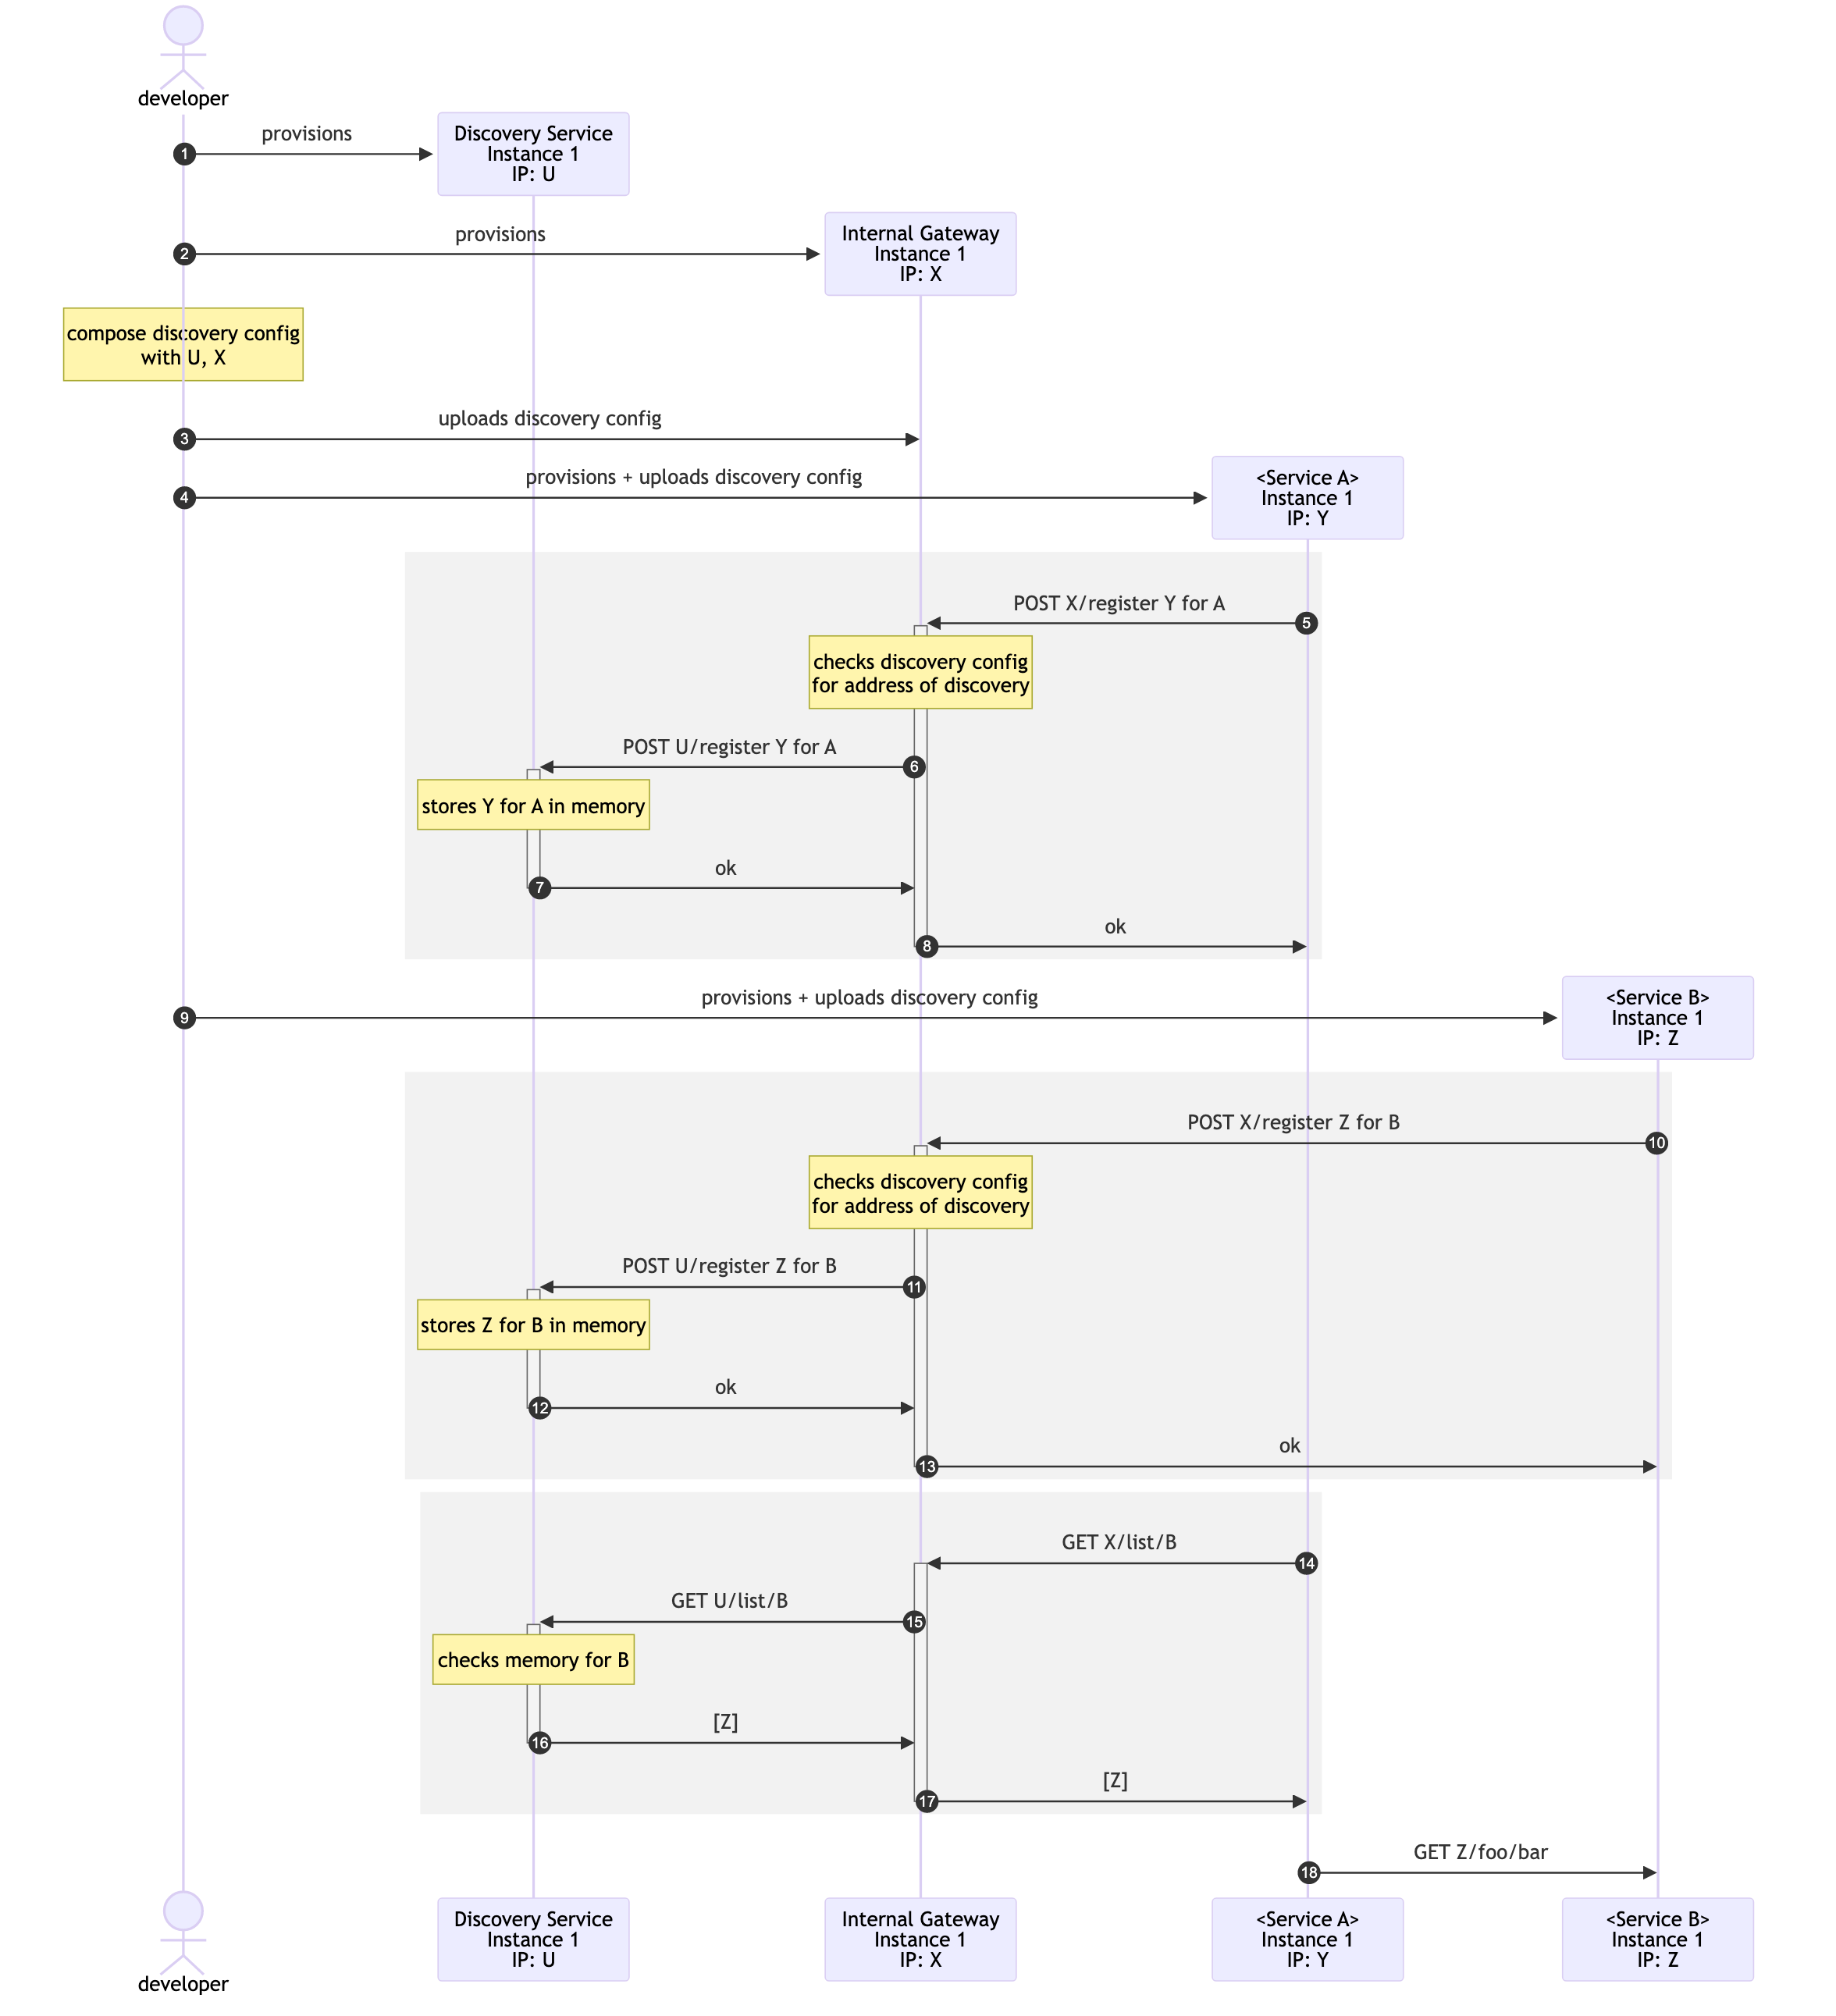 developer
provisions
1
Discovery Service
Instance 1
IP: U
provisions
2
Internal Gateway
Instance 1
IP: X
compose discovery config
with U, X
uploads discovery config
3
provisions + uploads discovery config
4
<Service A>
Instance 1
IP: Y
POST X/register Y for A
5
checks discovery config
for address of discovery
POST U/register Y for A
6
stores Y for A in memory
ok
7
ok
8
provisions + uploads discovery config
9
<Service B>
Instance 1
IP: Z
POST X/register Z for B
10
checks discovery config
for address of discovery
POST U/register Z for B
11
stores Z for B in memory
ok
12
ok
13
GET X/list/B
14
GET U/list/B
15
checks memory for B
[Z]
16
[Z]
17
GET Z/foo/bar
18
developer
Discovery Service
Instance 1
IP: U
Internal Gateway
Instance 1
IP: X
<Service A>
Instance 1
IP: Y
<Service B>
Instance 1
IP: Z